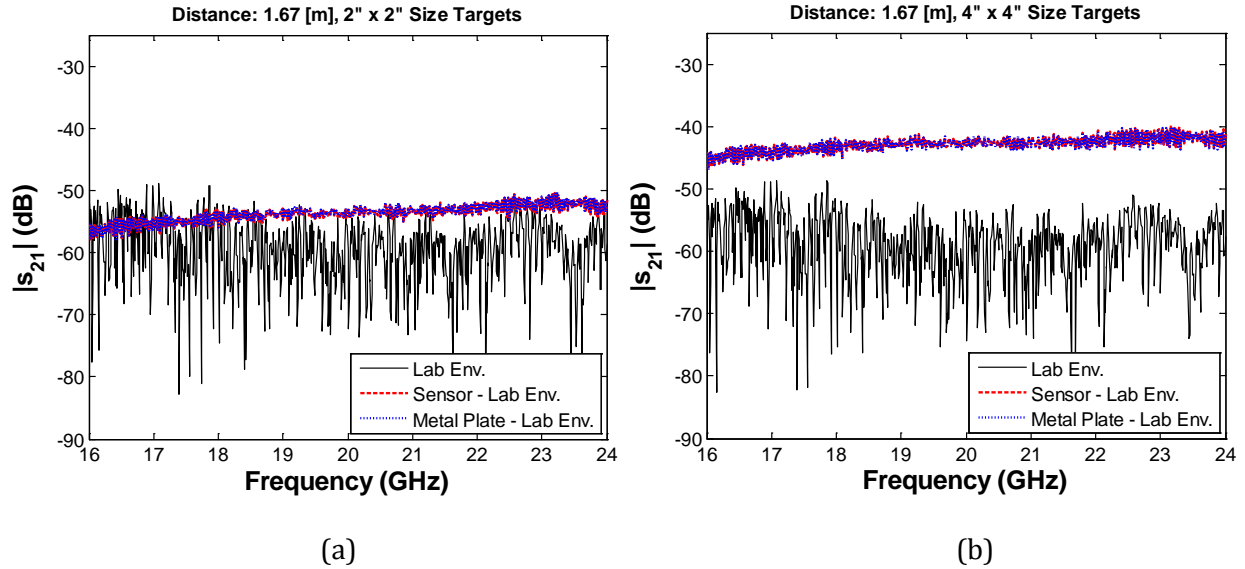 Distance: 1.67 [m], 2" x 2" Size Targets
-30
-40
-50
-60
-70
-80
-90
|s21| (dB)
Lab Env.
Sensor - Lab Env.
Metal Plate - Lab Env.
16 17 18 19 20 21 22 23 24
Frequency (GHz)
(a)
Distance: 1.67 [m], 4" x 4" Size Targets
-30
-40
-50
-60
-70
-80
-90
|s21| (dB)
Lab Env.
Sensor - Lab Env.
Metal Plate - Lab Env.
16 17 18 19 20 21 22 23 24
Frequency (GHz)
(b)